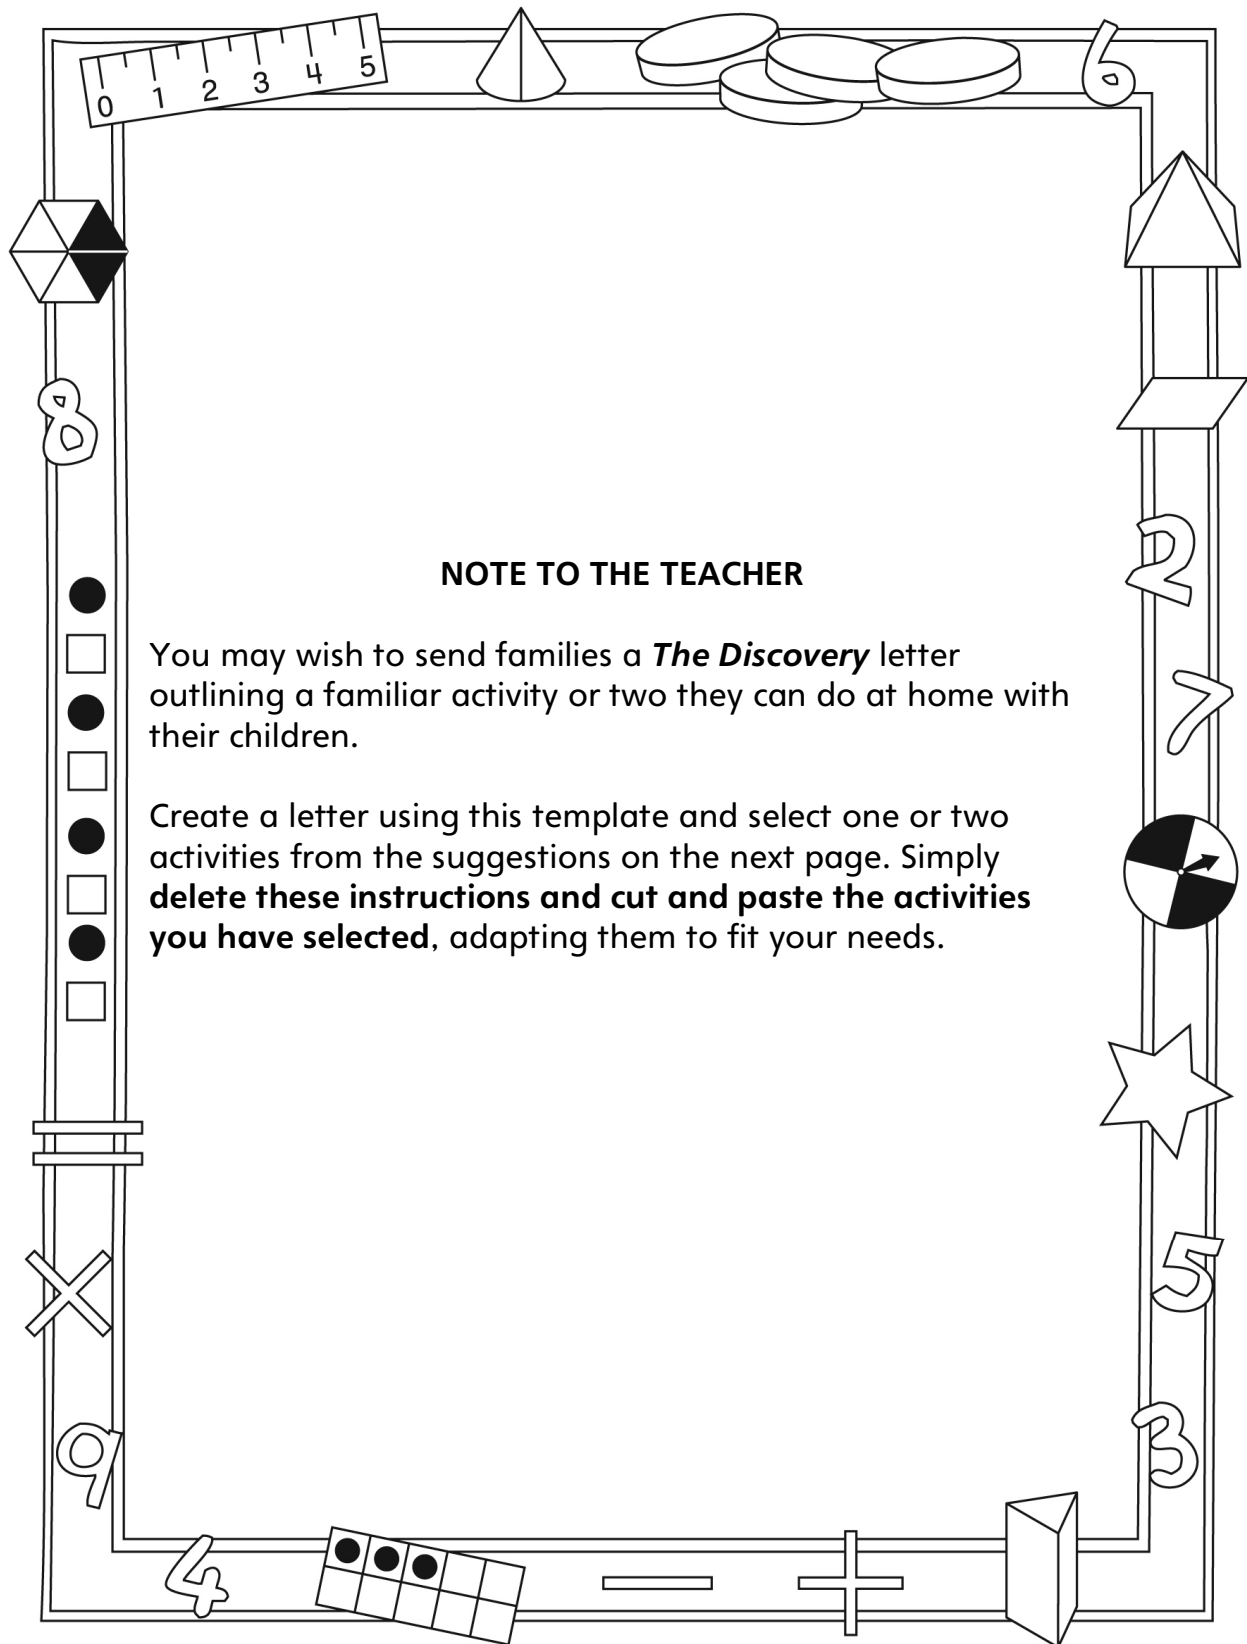 0 1 2 3 4 5
6
8
2
7
5
3
9
4
NOTE TO THE TEACHER
You may wish to send families a The Discovery letter
outlining a familiar activity or two they can do at home with
their children.
Create a letter using this template and select one or two
activities from the suggestions on the next page. Simply
delete these instructions and cut and paste the activities
you have selected, adapting them to fit your needs.
=
×
− +